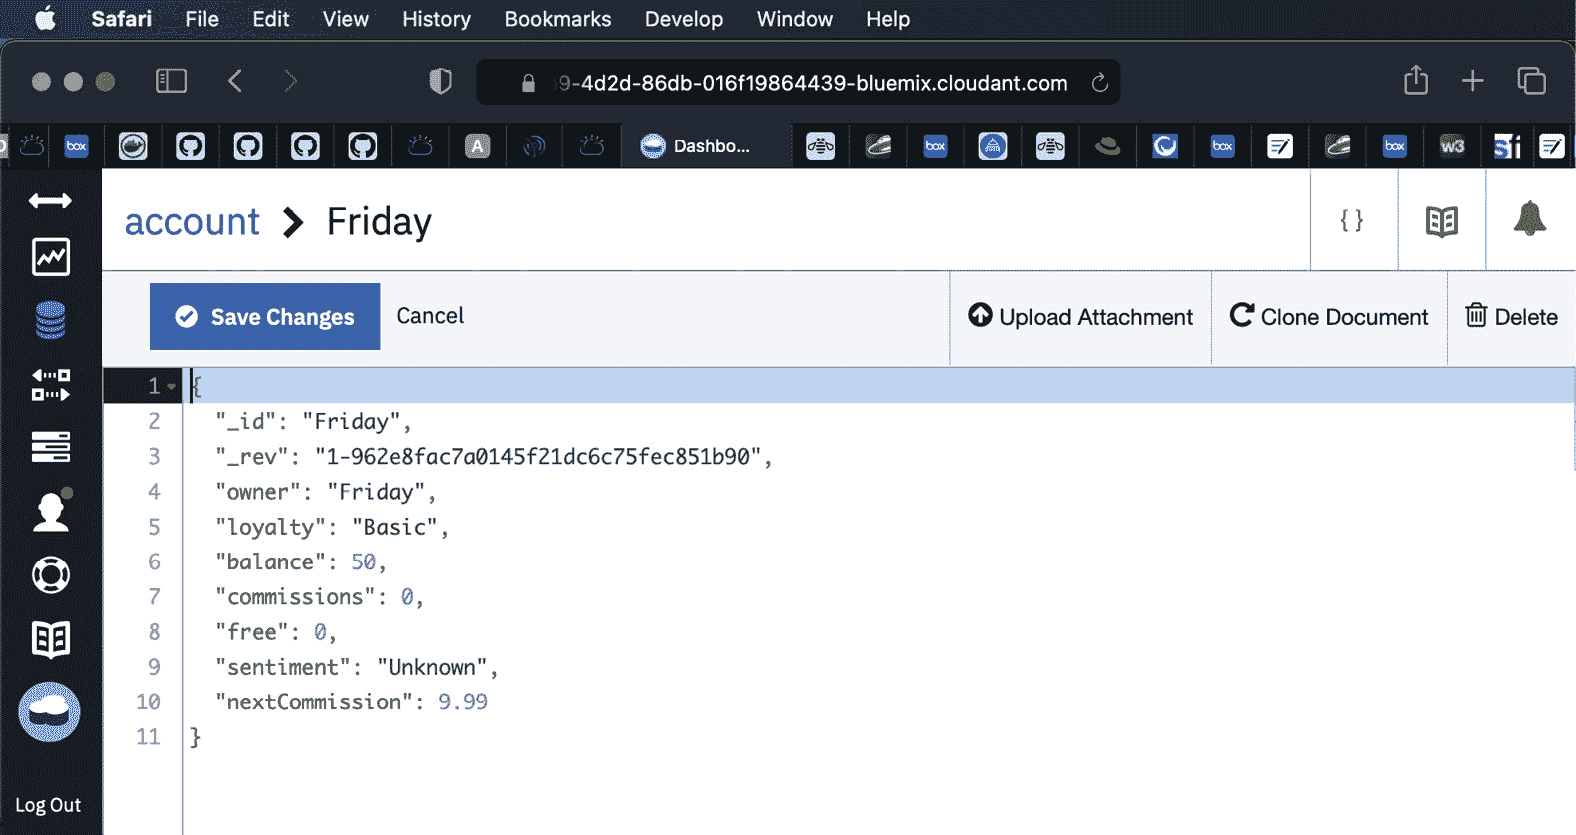 Safari File Edit View History Bookmarks Develop Window Help
9-4d2d-86db-016f19864439-bluemix.cloudant.com
box A Dashbo... box box box w3
account > Friday { }
Save Changes Cancel Upload Attachment Clone Document Delete
1 {
2 "_id": "Friday",
3 "_rev": "1-962e8fac7a0145f21dc6c75fec851b90",
4 "owner": "Friday",
5 "loyalty": "Basic",
6 "balance": 50,
7 "commissions": 0,
8 "free": 0,
9 "sentiment": "Unknown",
10 "nextCommission": 9.99
11 }
Log Out